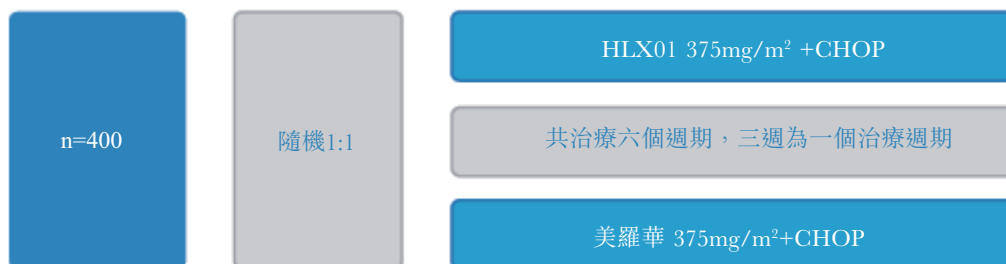 n=400
隨機1:1
HLX01 375mg/m² +CHOP
共治療六個週期，三週為一個治療週期
美羅華 375mg/m²+CHOP